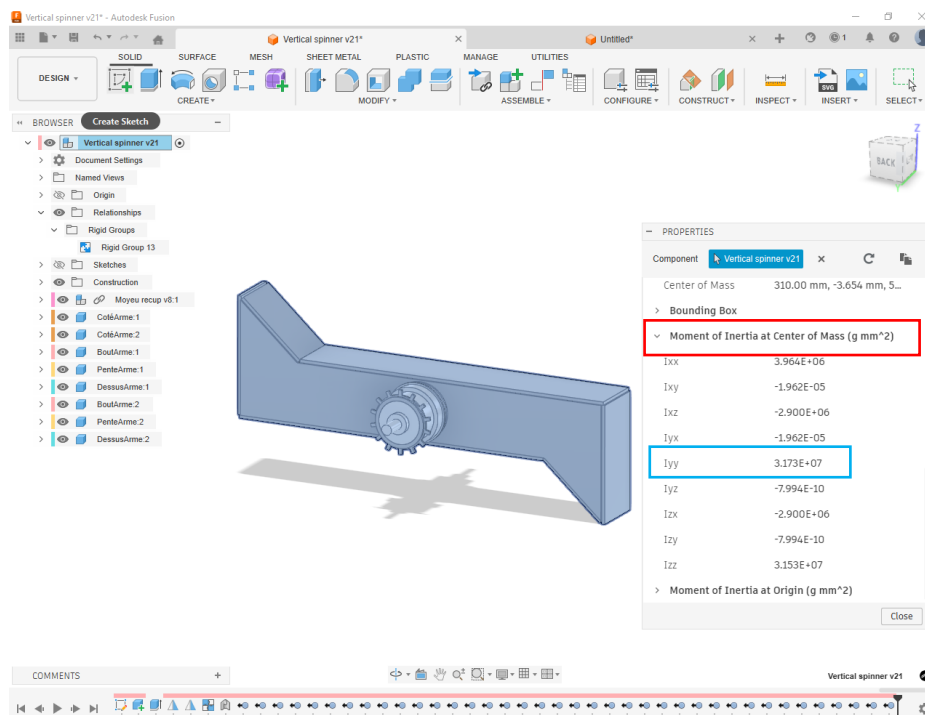 Vertical spinner v21* - Autodesk Fusion
Vertical spinner v21*
Untitled*
1
SOLID SURFACE MESH SHEET METAL PLASTIC MANAGE UTILITIES
DESIGN
CREATE MODIFY ASSEMBLE CONFIGURE CONSTRUCT INSPECT INSERT SELECT
SVG
BROWSER
Create Sketch
Vertical spinner v21
Document Settings
Named Views
Origin
Relationships
Rigid Groups
Rigid Group 13
Sketches
Construction
Moyeu recup v8:1
CotéArme:1
CotéArme:2
BoutArme:1
PenteArme:1
DessusArme:1
BoutArme:2
PenteArme:2
DessusArme:2
Z
BACK
PROPERTIES
Component Vertical spinner v21
Center of Mass 310.00 mm, -3.654 mm, 5...
Bounding Box
Moment of Inertia at Center of Mass (g mm^2)
Ixx 3.964E+06
Ixy -1.962E-05
Ixz -2.900E+06
Iyx -1.962E-05
Iyy 3.173E+07
Iyz -7.994E-10
Izx -2.900E+06
Izy -7.994E-10
Izz 3.153E+07
Moment of Inertia at Origin (g mm^2)
Close
COMMENTS
Vertical spinner v21